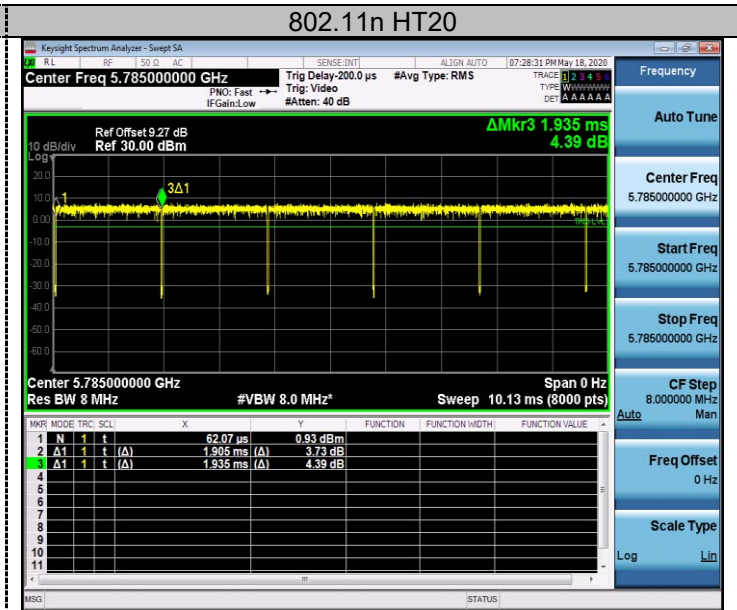 802.11n HT20
Keysight Spectrum Analyzer - Swept SA
RL RF 50 Ω AC SENSE:INT ALIGN AUTO 07:28:31 PM May 18, 2020
Center Freq 5.785000000 GHz Trig Delay-200.0 µs #Avg Type: RMS TRACE 1 2 3 4 5 6
PNO: Fast Trig: Video TYPE WWWWWW
IFGain:Low #Atten: 40 dB DET A A A A A A
ΔMkr3 1.935 ms
4.39 dB
Ref Offset 9.27 dB
10 dB/div Ref 30.00 dBm
Log
20.0
10.0
0.00
-10.0
-20.0
-30.0
-40.0
-50.0
-60.0
1
3Δ1
TRIG LVL
Center 5.785000000 GHz Span 0 Hz
Res BW 8 MHz #VBW 8.0 MHz* Sweep 10.13 ms (8000 pts)
MKR MODE TRC SCL X Y FUNCTION FUNCTION WIDTH FUNCTION VALUE
1 N 1 t 62.07 µs 0.93 dBm
2 Δ1 1 t (Δ) 1.905 ms (Δ) 3.73 dB
3 Δ1 1 t (Δ) 1.935 ms (Δ) 4.39 dB
4
5
6
7
8
9
10
11
MSG STATUS
Frequency
Auto Tune
Center Freq
5.785000000 GHz
Start Freq
5.785000000 GHz
Stop Freq
5.785000000 GHz
CF Step
8.000000 MHz
Auto Man
Freq Offset
0 Hz
Scale Type
Log Lin